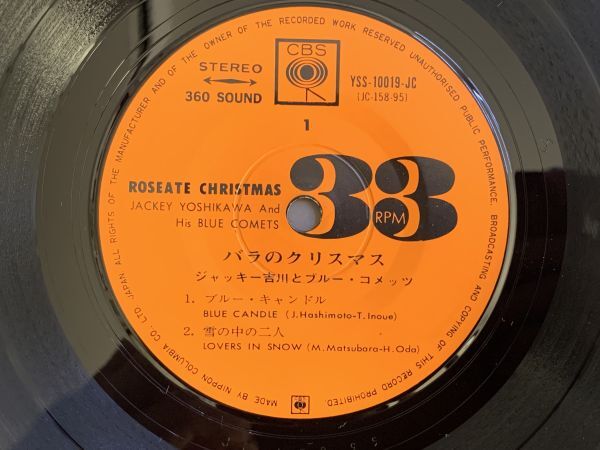 ALL RIGHTS OF THE MANUFACTURER AND OF THE OWNER OF THE RECORDED WORK RESERVED UNAUTHORISED PUBLIC PERFORMANCE, BROADCASTING AND COPYING OF THIS RECORD PROHIBITED.
CBS
STEREO
360 SOUND
YSS-10019-JC
(JC-158-95)
1
ROSEATE CHRISTMAS
JACKEY YOSHIKAWA And
His BLUE COMETS
33
RPM
バラのクリスマス
ジャッキー吉川とブルー・コメッツ
1. ブルー・キャンドル
BLUE CANDLE (J.Hashimoto-T.Inoue)
2. 雪の中の二人
LOVERS IN SNOW (M.Matsubara-H.Oda)
MADE BY NIPPON COLUMBIA CO. LTD. JAPAN
CBS